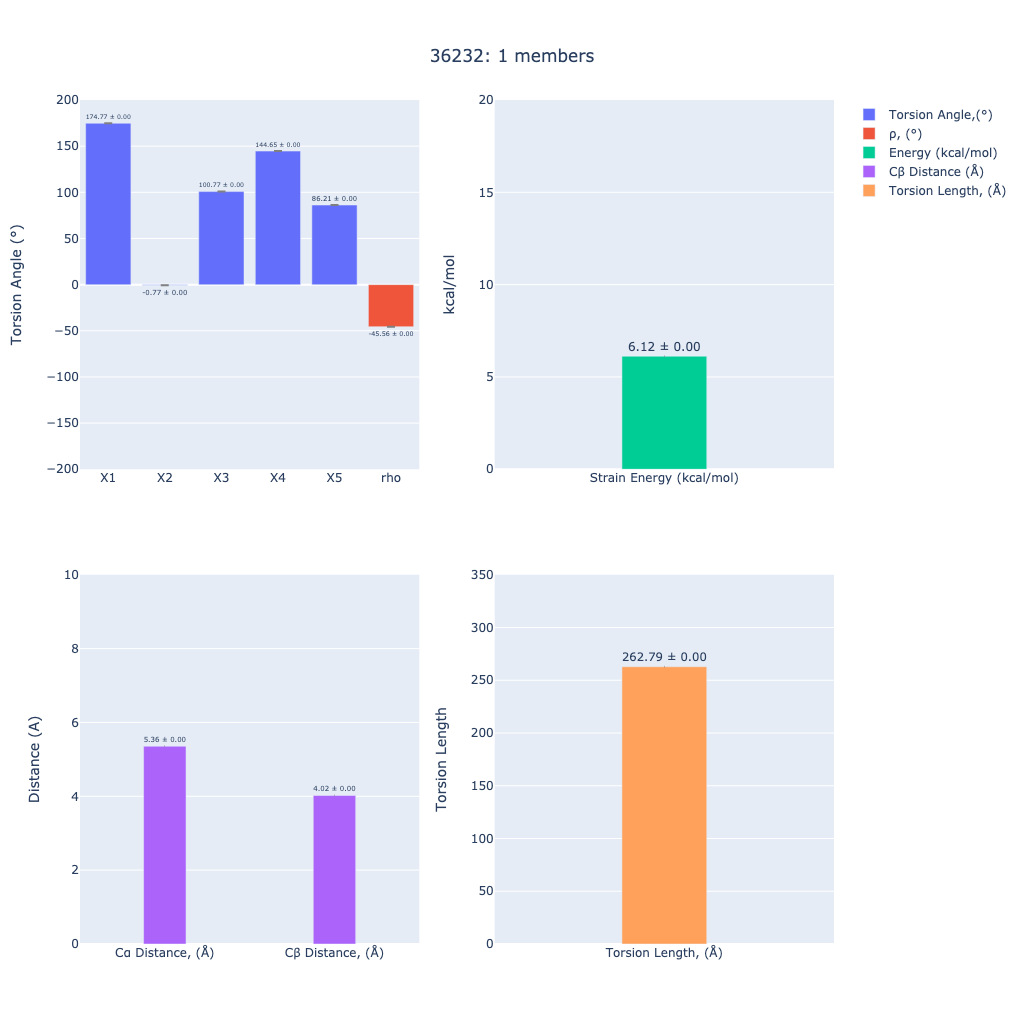 36232: 1 members
Torsion Angle (°)
200
150
100
50
0
−50
−100
−150
−200
174.77 ± 0.00
-0.77 ± 0.00
100.77 ± 0.00
144.65 ± 0.00
86.21 ± 0.00
-45.56 ± 0.00
X1 X2 X3 X4 X5 rho
kcal/mol
20
15
10
5
0
6.12 ± 0.00
Strain Energy (kcal/mol)
Torsion Angle,(°)
ρ, (°)
Energy (kcal/mol)
Cβ Distance (Å)
Torsion Length, (Å)
Distance (A)
10
8
6
4
2
0
5.36 ± 0.00
4.02 ± 0.00
Cα Distance, (Å) Cβ Distance, (Å)
Torsion Length
350
300
250
200
150
100
50
0
262.79 ± 0.00
Torsion Length, (Å)